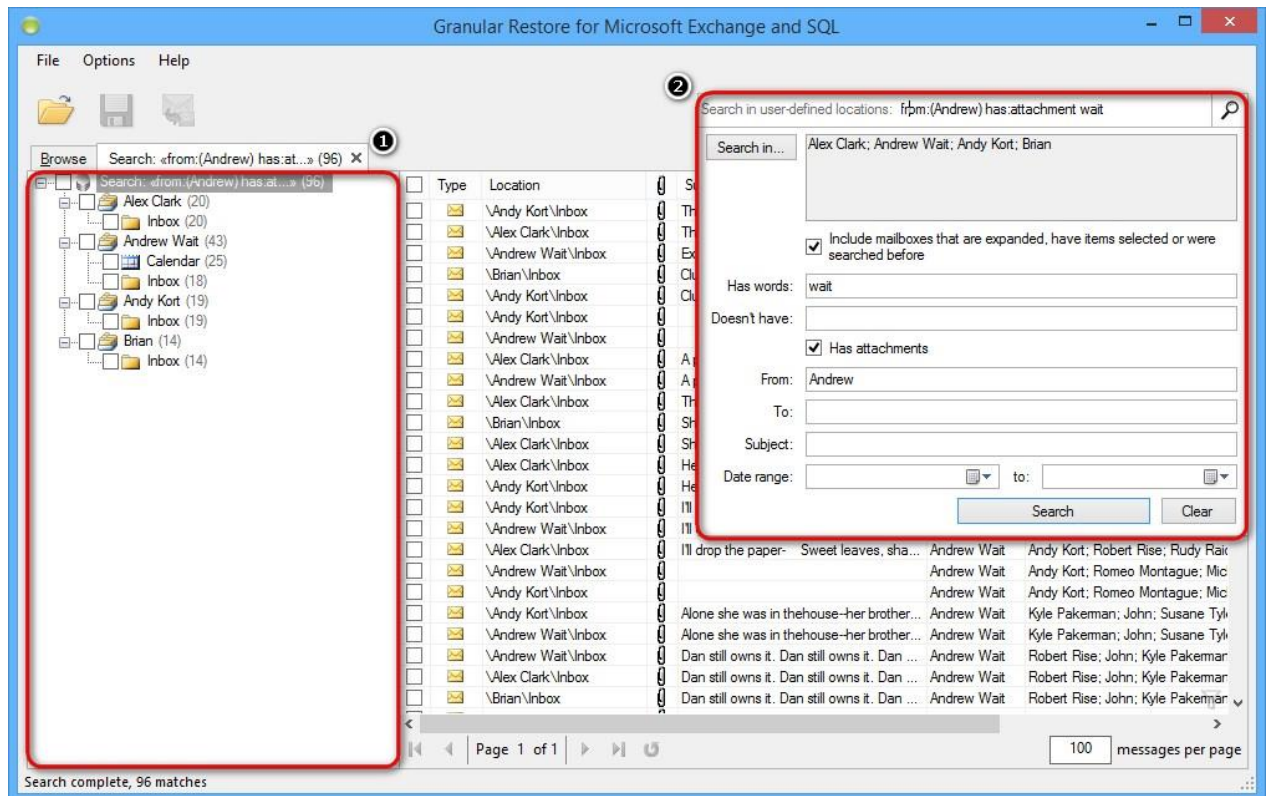 Granular Restore for Microsoft Exchange and SQL
File Options Help
2
Search in user-defined locations: from:(Andrew) has:attachment wait
1
Browse Search: «from:(Andrew) has:at...» (96)
Search in... Alex Clark; Andrew Wait; Andy Kort; Brian
Include mailboxes that are expanded, have items selected or were
searched before
Has words: wait
Doesn't have:
Has attachments
From: Andrew
To:
Subject:
Date range: to:
Search Clear
Search: «from:(Andrew) has:at...» (96)
Alex Clark (20)
Inbox (20)
Andrew Wait (43)
Calendar (25)
Inbox (18)
Andy Kort (19)
Inbox (19)
Brian (14)
Inbox (14)
Type Location
\Andy Kort\Inbox
\Alex Clark\Inbox
\Andrew Wait\Inbox
\Brian\Inbox
\Andy Kort\Inbox
\Andy Kort\Inbox
\Andrew Wait\Inbox
\Alex Clark\Inbox
\Andrew Wait\Inbox
\Alex Clark\Inbox
\Brian\Inbox
\Alex Clark\Inbox
\Alex Clark\Inbox
\Andy Kort\Inbox
\Andy Kort\Inbox I'll
\Andrew Wait\Inbox I'll
\Alex Clark\Inbox I'll drop the paper- Sweet leaves, sha... Andrew Wait Andy Kort; Robert Rise; Rudy Raic
\Andrew Wait\Inbox Andrew Wait Andy Kort; Romeo Montague; Mic
\Andy Kort\Inbox Andrew Wait Andy Kort; Romeo Montague; Mic
\Andy Kort\Inbox Alone she was in thehouse--her brother... Andrew Wait Kyle Pakerman; John; Susane Tyl
\Andrew Wait\Inbox Alone she was in thehouse--her brother... Andrew Wait Kyle Pakerman; John; Susane Tyl
\Andrew Wait\Inbox Dan still owns it. Dan still owns it. Dan ... Andrew Wait Robert Rise; John; Kyle Pakerman
\Alex Clark\Inbox Dan still owns it. Dan still owns it. Dan ... Andrew Wait Robert Rise; John; Kyle Pakerman
\Brian\Inbox Dan still owns it. Dan still owns it. Dan ... Andrew Wait Robert Rise; John; Kyle Pakerman
Page 1 of 1 100 messages per page
Search complete, 96 matches